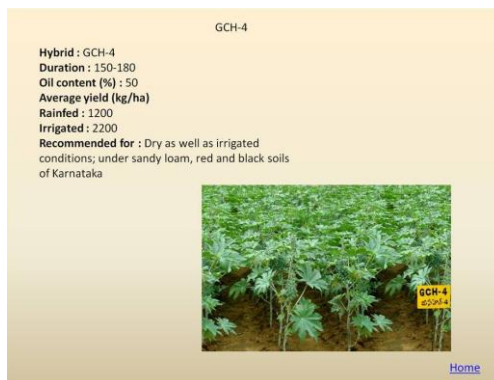 GCH-4
Hybrid : GCH-4
Duration : 150-180
Oil content (%) : 50
Average yield (kg/ha)
Rainfed : 1200
Irrigated : 2200
Recommended for : Dry as well as irrigated
conditions; under sandy loam, red and black soils
of Karnataka
GCH-4
Home